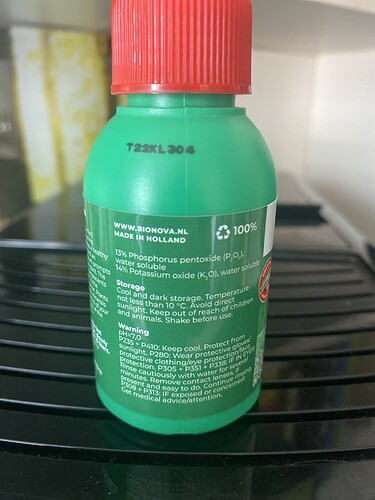 T22KL304
WWW.BIONOVA.NL
MADE IN HOLLAND
100%
13% Phosphorus pentoxide (P₂O₅),
water soluble
14% Potassium oxide (K₂O), water soluble
Storage
Cool and dark storage. Temperature
not less than 10 °C. Avoid direct
sunlight. Keep out of reach of children
and animals. Shake before use.
Warning
pH=7,0
P235 + P410: Keep cool. Protect from
sunlight. P280: Wear protective gloves/
protective clothing/eye protection/face
protection. P305 + P351 + P338: IF IN EYES:
Rinse cautiously with water for several
minutes. Remove contact lenses, if
present and easy to do. Continue rinsing.
P308 + P313: IF exposed or concerned:
Get medical advice/attention.